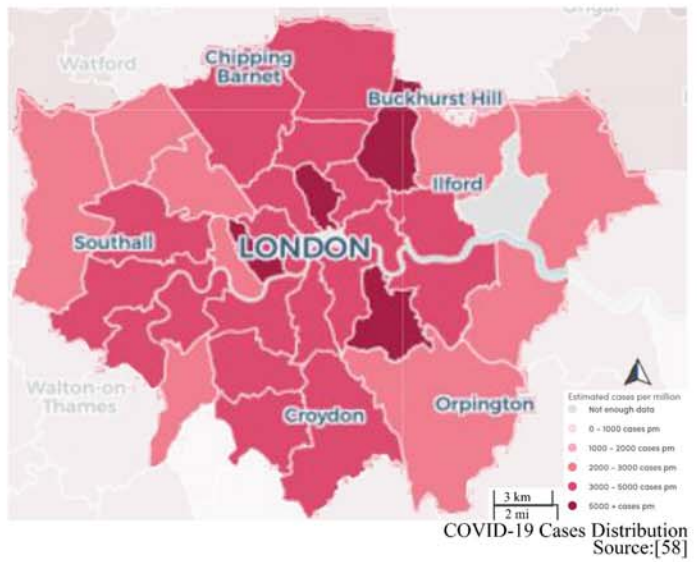 Ongar
Watford
Chipping
Barnet
Buckhurst Hill
Ilford
Southall
LONDON
Walton-on-
Thames
Croydon
Orpington
Estimated cases per million
Not enough data
0 - 1000 cases pm
1000 - 2000 cases pm
2000 - 3000 cases pm
3000 - 5000 cases pm
5000 + cases pm
3 km
2 mi
COVID-19 Cases Distribution
Source:[58]